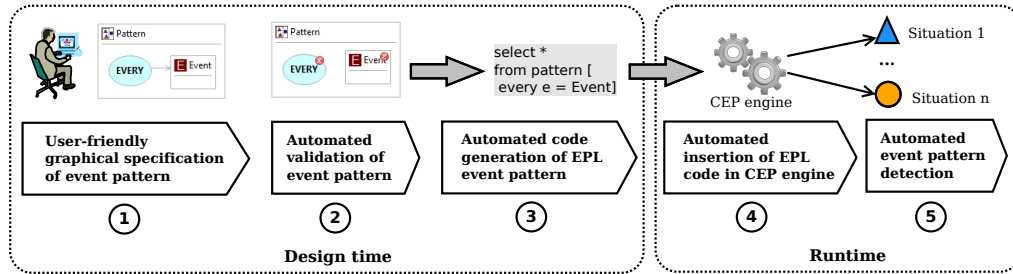 Pattern
EVERY
E Event
Pattern
EVERY
E Event
select *
from pattern [
every e = Event]
CEP engine
Situation 1
...
Situation n
User-friendly
graphical specification
of event pattern
Automated
validation of
event pattern
Automated code
generation of EPL
event pattern
Automated
insertion of EPL
code in CEP engine
Automated
event pattern
detection
1
2
3
4
5
Design time
Runtime